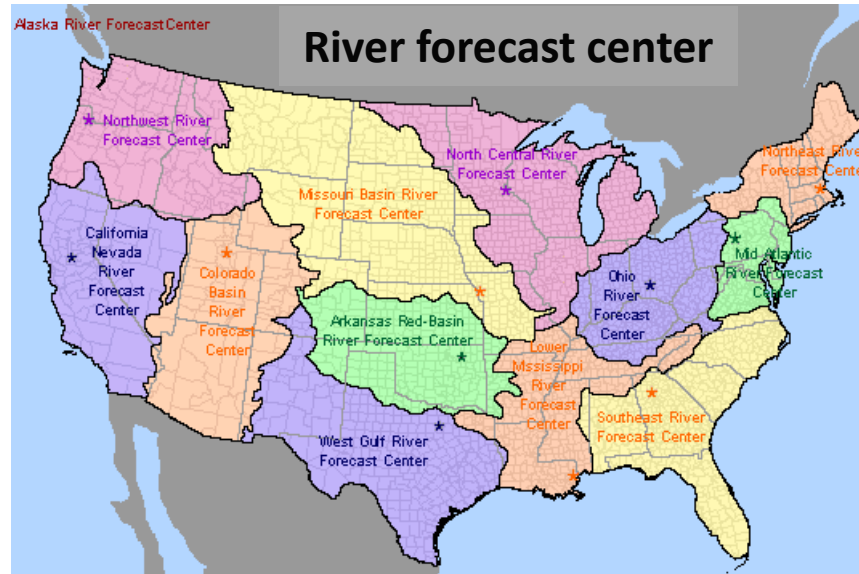 Alaska River ForecastCenter
River forecast center
Northwest River
Forecast Center
North Central River
Forecast Center
Northeast River
Forecast Cente
Missouri Basin River
Forecast Center
California
Nevada
River
Forecast
Center
Colorado
Basin
River
Forecast
Center
Ohio
River
Forecast
Center
Mid Atlantic
River Forecast
Center
Arkansas Red-Basin
River Forecast Center
Lower
Mississippi
River
Forecast
Center
Southeast River
Forecast Center
West Gulf River
Forecast Center